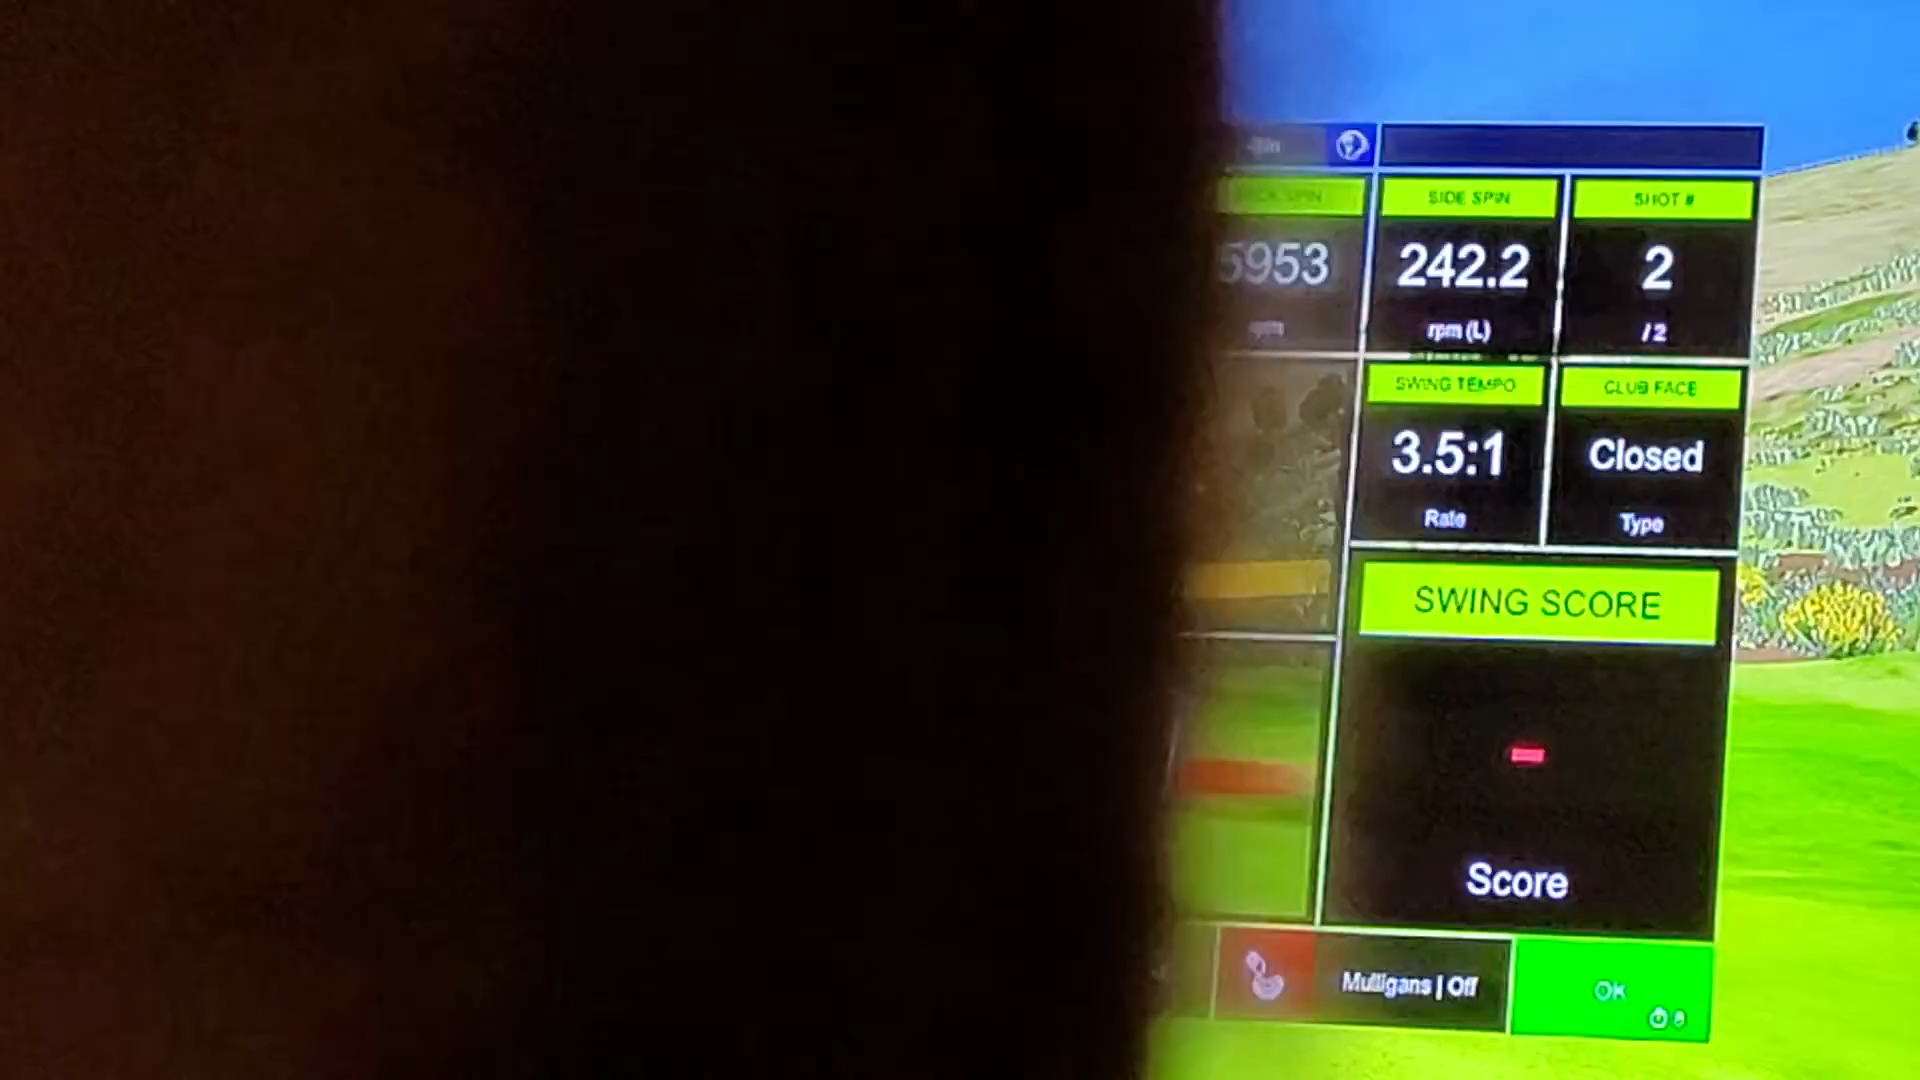 SIDE SPIN
SHOT #
5953
242.2
2
rpm
rpm (L)
/ 2
SWING TEMPO
CLUB FACE
3.5:1
Closed
Rate
Type
SWING SCORE
-
Score
Mulligans | Off
OK